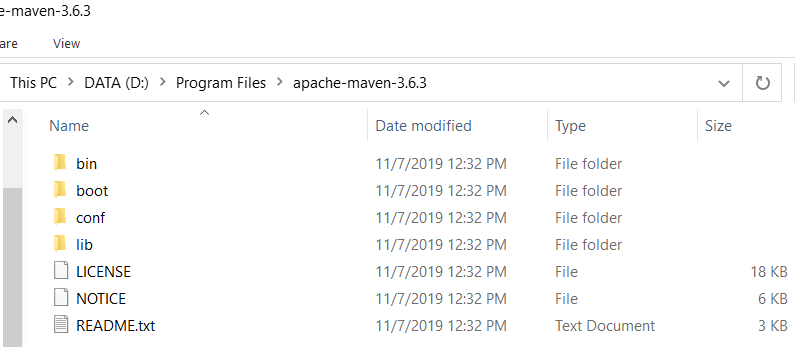 e-maven-3.6.3
are View
This PC > DATA (D:) > Program Files > apache-maven-3.6.3
Name Date modified Type Size
bin 11/7/2019 12:32 PM File folder
boot 11/7/2019 12:32 PM File folder
conf 11/7/2019 12:32 PM File folder
lib 11/7/2019 12:32 PM File folder
LICENSE 11/7/2019 12:32 PM File 18 KB
NOTICE 11/7/2019 12:32 PM File 6 KB
README.txt 11/7/2019 12:32 PM Text Document 3 KB